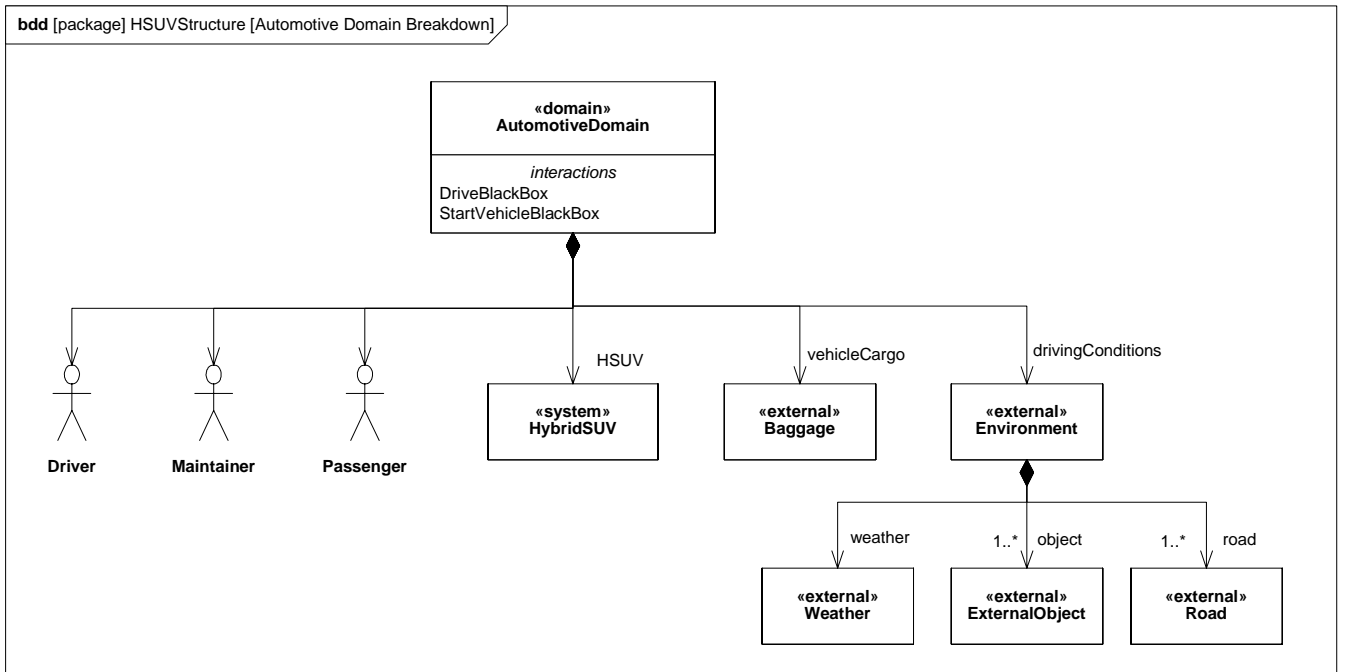 bdd [package] HSUVStructure [Automotive Domain Breakdown]
«domain»
AutomotiveDomain
interactions
DriveBlackBox
StartVehicleBlackBox
HSUV
vehicleCargo
drivingConditions
Driver
Maintainer
Passenger
«system»
HybridSUV
«external»
Baggage
«external»
Environment
weather
1..* object
1..* road
«external»
Weather
«external»
ExternalObject
«external»
Road